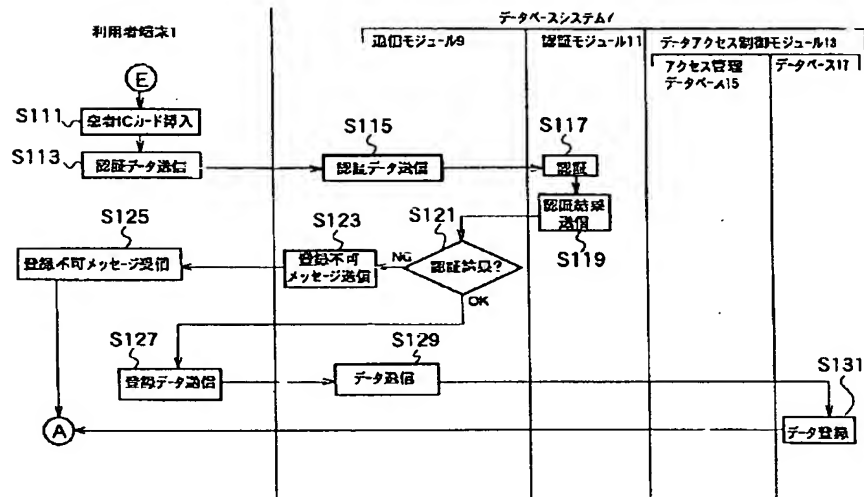 データベースシステム7
利用者端末1
通信モジュール9
認証モジュール11
データアクセス制御モジュール13
アクセス管理
データベース15
データベース17
E
S111
患者ICカード挿入
S113
認証データ送信
S115
認証データ送信
S117
認証
認証結果
送信
S119
S121
認証結果?
NG
OK
S123
登録不可
メッセージ送信
S125
登録不可メッセージ受信
S127
登録データ送信
S129
データ送信
S131
データ登録
A